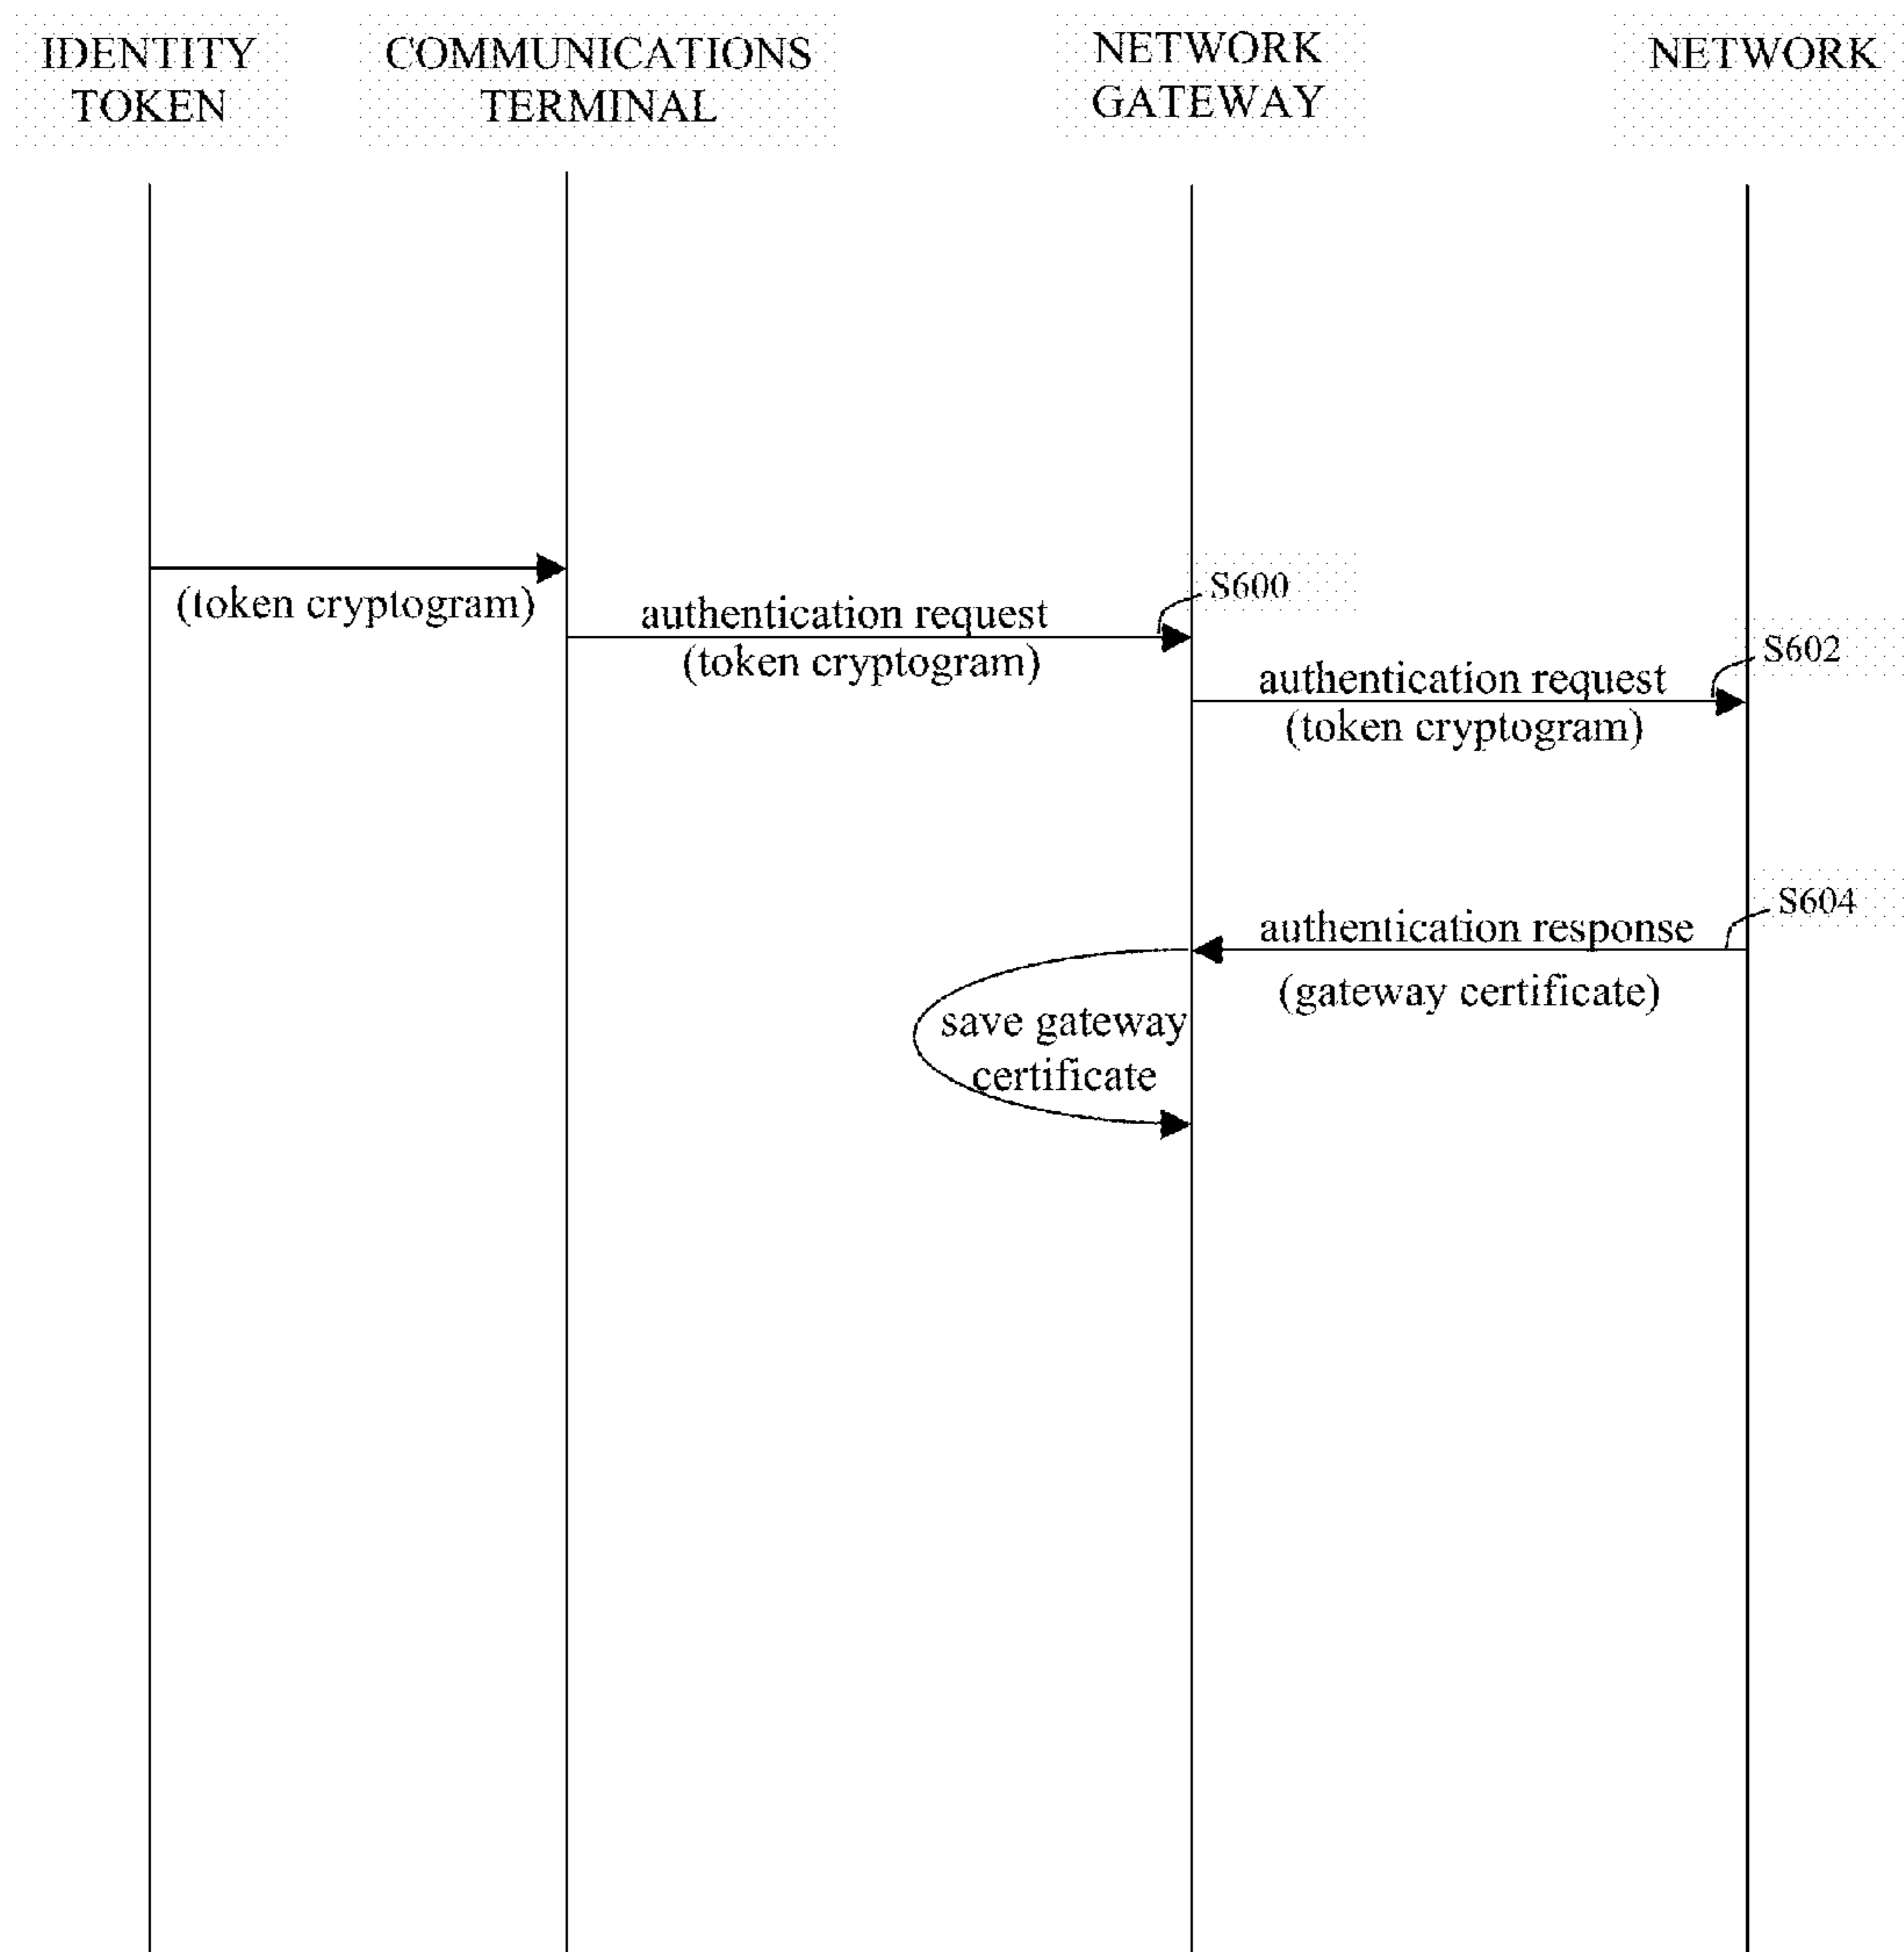 IDENTITY
TOKEN
COMMUNICATIONS
TERMINAL
NETWORK
GATEWAY
NETWORK
(token cryptogram)
authentication request
(token cryptogram)
S600
authentication request
(token cryptogram)
S602
authentication response
(gateway certificate)
S604
save gateway
certificate